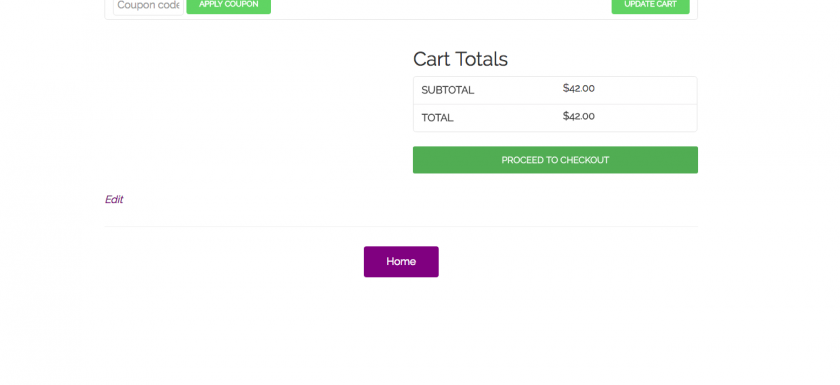 Coupon code APPLY COUPON UPDATE CART
Cart Totals
SUBTOTAL $42.00
TOTAL $42.00
PROCEED TO CHECKOUT
Edit
Home